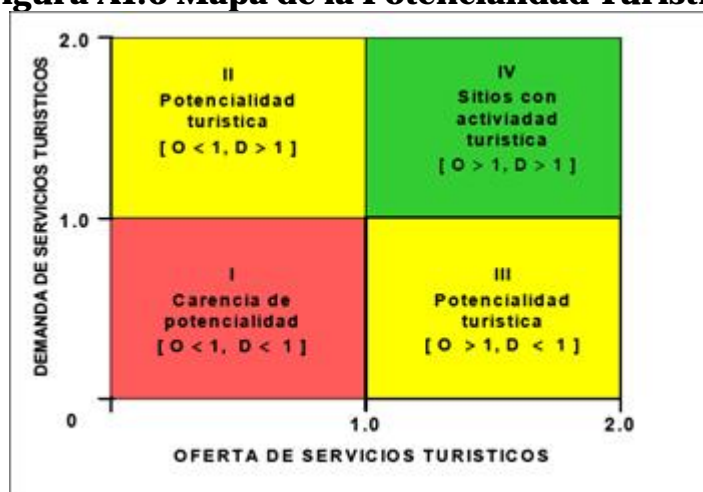 gura A1.6 Mapa de la Potencialidad Turísti
2.0
II
Potencialidad
turistica
[ O < 1, D > 1 ]
IV
Sitios con
activiadad
turistica
[ O > 1, D > 1 ]
DEMANDA DE SERVICIOS TURISTICOS
1.0
I
Carencia de
potencialidad
[ O < 1, D < 1 ]
III
Potencialidad
turistica
[ O > 1, D < 1 ]
0
1.0
2.0
OFERTA DE SERVICIOS TURISTICOS